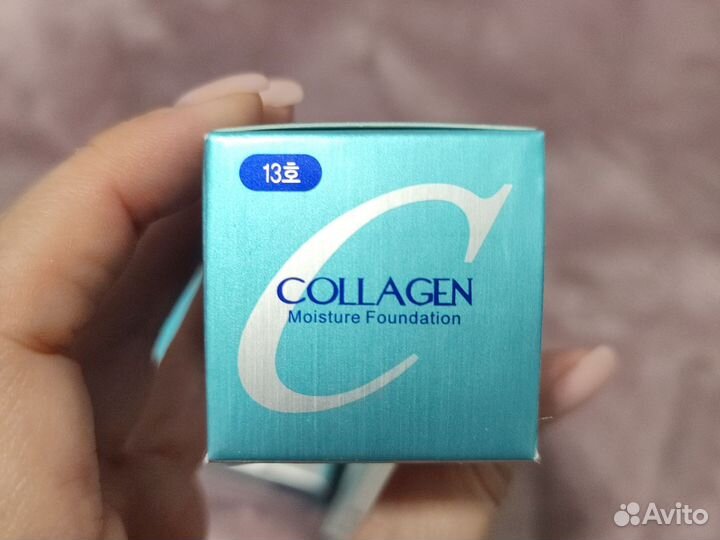 13호
COLLAGEN
Moisture Foundation
Avito